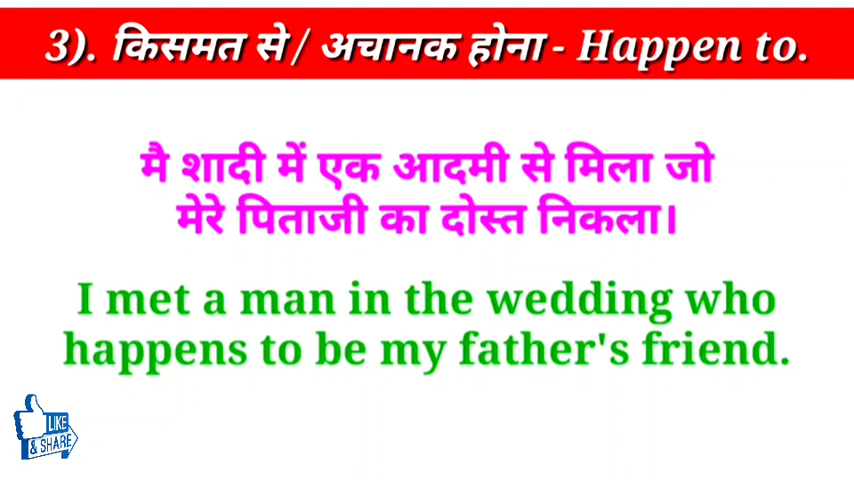 3). किसमत से/ अचानक होना - Happen to.
मै शादी में एक आदमी से मिला जो
मेरे पिताजी का दोस्त निकला।
I met a man in the wedding who
happens to be my father's friend.
LIKE
& SHARE